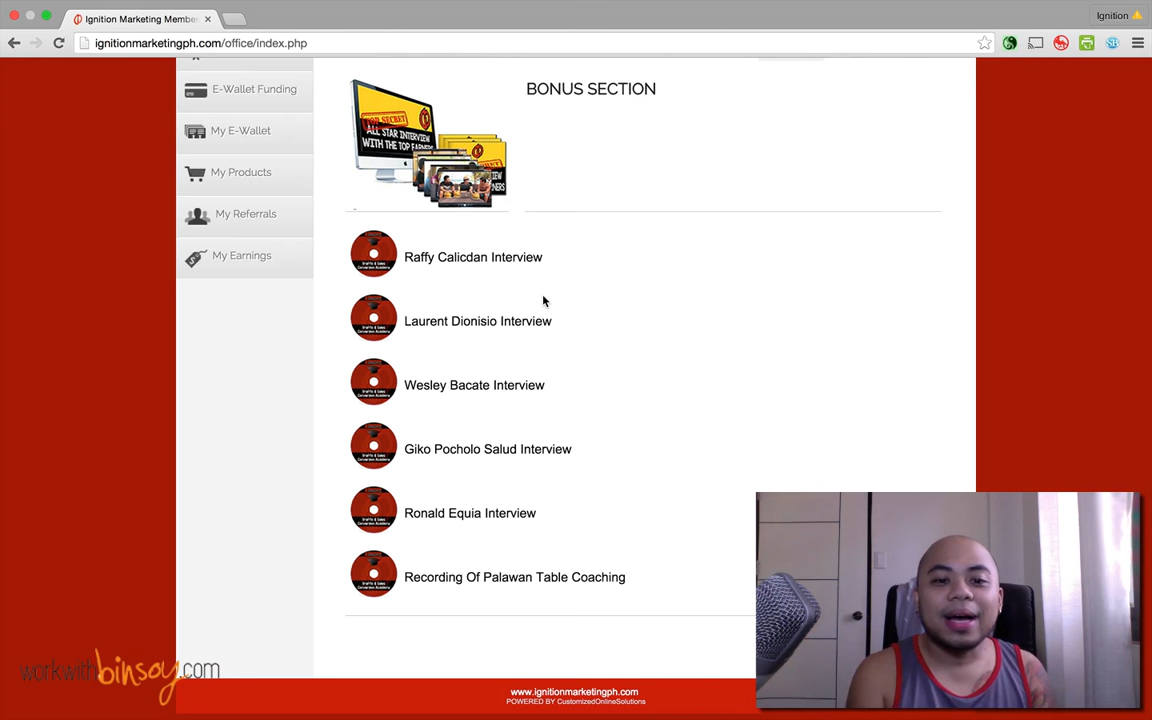 Ignition Marketing Membe
Ignition
ignitionmarketingph.com/office/index.php
E-Wallet Funding
My E-Wallet
My Products
My Referrals
My Earnings
BONUS SECTION
TOP SECRET
ALL STAR INTERVIEW
WITH THE TOP EARNERS
Raffy Calicdan Interview
Laurent Dionisio Interview
Wesley Bacate Interview
Giko Pocholo Salud Interview
Ronald Equia Interview
Recording Of Palawan Table Coaching
workwithbinsoy.com
www.ignitionmarketingph.com
POWERED BY CustomizedOnlineSolutions